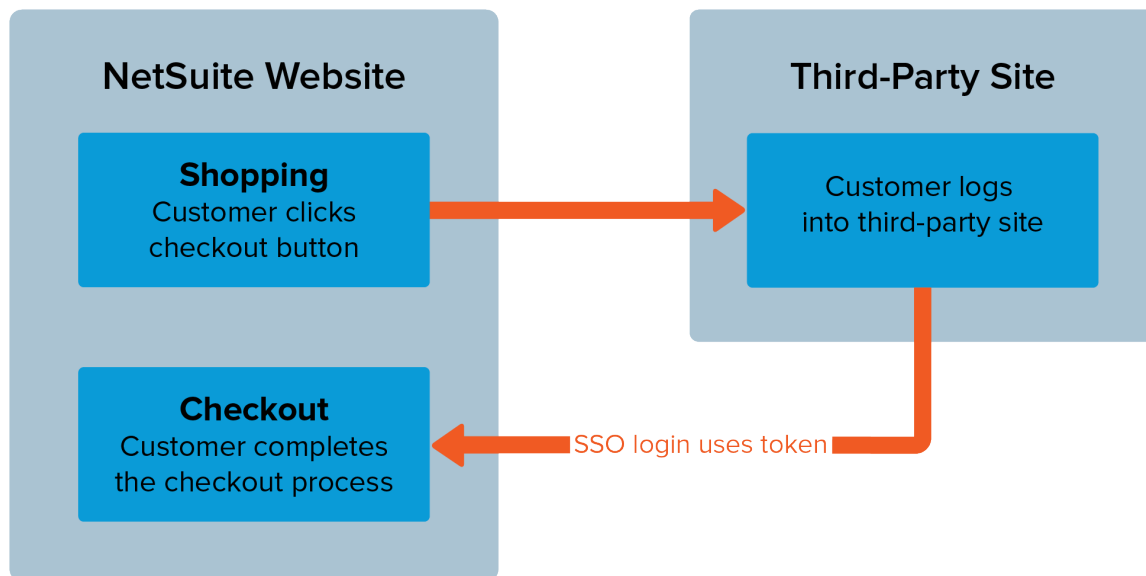 NetSuite Website
Shopping
Customer clicks
checkout button
Third-Party Site
Customer logs
into third-party site
SSO login uses token
Checkout
Customer completes
the checkout process